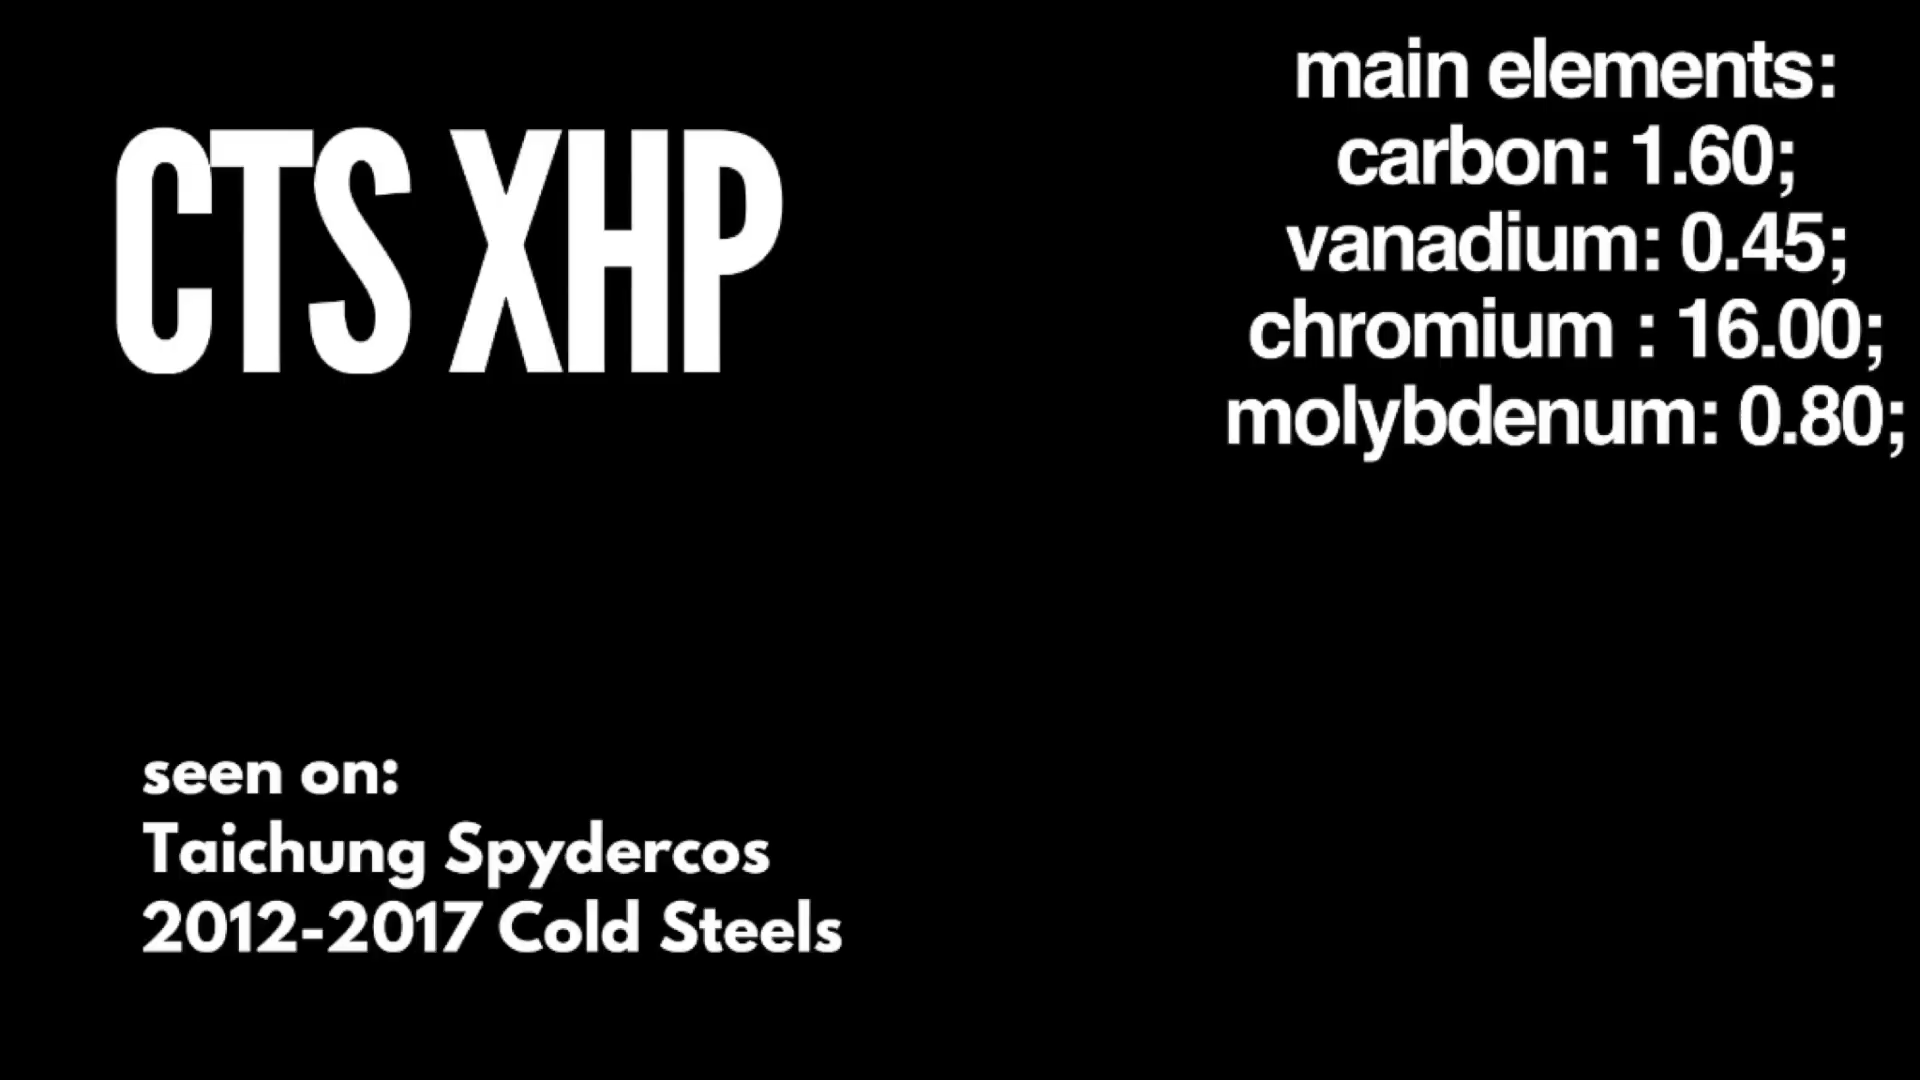 CTS XHP
main elements:
carbon: 1.60;
vanadium: 0.45;
chromium : 16.00;
molybdenum: 0.80;
seen on:
Taichung Spydercos
2012-2017 Cold Steels